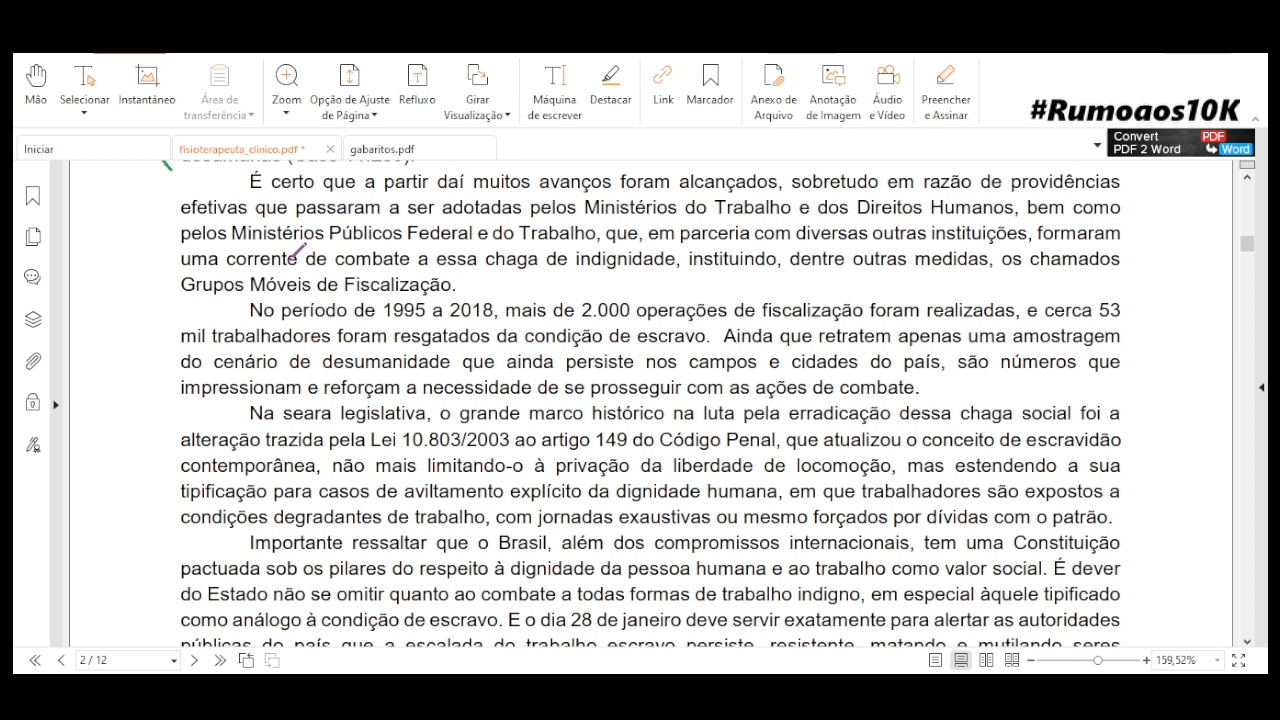 Mão
Selecionar
Instantâneo
Área de
transferência
Zoom
Opção de Ajuste
de Página
Refluxo
Girar
Visualização
Máquina
de escrever
Destacar
Link
Marcador
Anexo de
Arquivo
Anotação
de Imagem
Áudio
e Vídeo
Preencher
e Assinar
#Rumoaos10K
Iniciar
fisioterapeuta_clínico.pdf *
gabaritos.pdf
Convert PDF
PDF 2 Word Word
É certo que a partir daí muitos avanços foram alcançados, sobretudo em razão de providências
efetivas que passaram a ser adotadas pelos Ministérios do Trabalho e dos Direitos Humanos, bem como
pelos Ministérios Públicos Federal e do Trabalho, que, em parceria com diversas outras instituições, formaram
uma corrente de combate a essa chaga de indignidade, instituindo, dentre outras medidas, os chamados
Grupos Móveis de Fiscalização.
No período de 1995 a 2018, mais de 2.000 operações de fiscalização foram realizadas, e cerca 53
mil trabalhadores foram resgatados da condição de escravo. Ainda que retratem apenas uma amostragem
do cenário de desumanidade que ainda persiste nos campos e cidades do país, são números que
impressionam e reforçam a necessidade de se prosseguir com as ações de combate.
Na seara legislativa, o grande marco histórico na luta pela erradicação dessa chaga social foi a
alteração trazida pela Lei 10.803/2003 ao artigo 149 do Código Penal, que atualizou o conceito de escravidão
contemporânea, não mais limitando-o à privação da liberdade de locomoção, mas estendendo a sua
tipificação para casos de aviltamento explícito da dignidade humana, em que trabalhadores são expostos a
condições degradantes de trabalho, com jornadas exaustivas ou mesmo forçados por dívidas com o patrão.
Importante ressaltar que o Brasil, além dos compromissos internacionais, tem uma Constituição
pactuada sob os pilares do respeito à dignidade da pessoa humana e ao trabalho como valor social. É dever
do Estado não se omitir quanto ao combate a todas formas de trabalho indigno, em especial àquele tipificado
como análogo à condição de escravo. E o dia 28 de janeiro deve servir exatamente para alertar as autoridades
públicas do país que a escalada do trabalho escravo persiste, resistente, matando e mutilando seres
2 / 12
159,52%